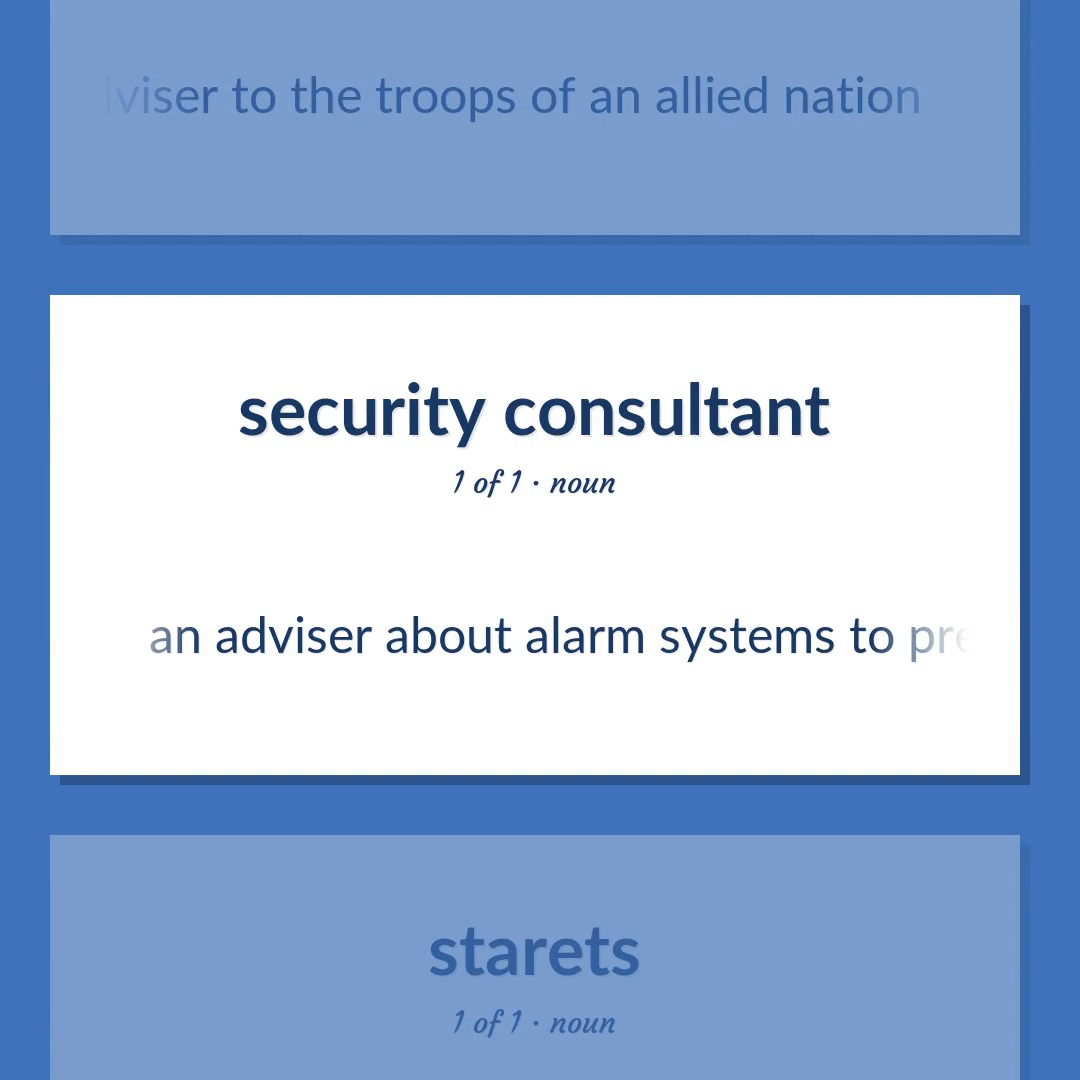 to the troops of an allied nation
security consultant
1 of 1 · noun
an adviser about alarm systems to
starets
1 of 1 · noun